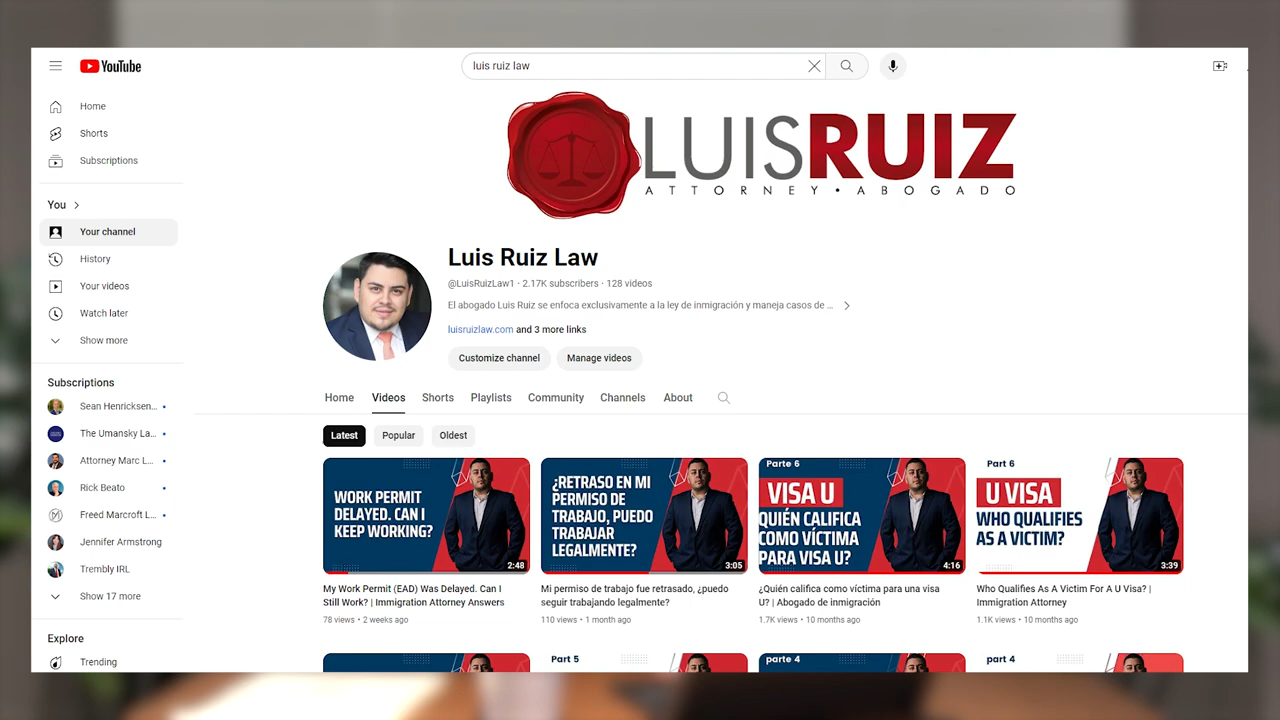 YouTube
luis ruiz law
Home
Shorts
Subscriptions
You
Your channel
History
Your videos
Watch later
Show more
Subscriptions
Sean Henricksen...
The Umansky La...
Attorney Marc L...
Rick Beato
Freed Marcroft L...
Jennifer Armstrong
Trembly IRL
Show 17 more
Explore
Trending
LUISRUIZ
ATTORNEY • ABOGADO
Luis Ruiz Law
@LuisRuizLaw1 · 2.17K subscribers · 128 videos
El abogado Luis Ruiz se enfoca exclusivamente a la ley de inmigración y maneja casos de ...
luisruizlaw.com and 3 more links
Customize channel
Manage videos
Home Videos Shorts Playlists Community Channels About
Latest Popular Oldest
WORK PERMIT
DELAYED. CAN I
KEEP WORKING?
2:48
My Work Permit (EAD) Was Delayed. Can I
Still Work? | Immigration Attorney Answers
78 views • 2 weeks ago
¿RETRASO EN MI
PERMISO DE
TRABAJO, PUEDO
TRABAJAR
LEGALMENTE?
3:05
Mi permiso de trabajo fue retrasado, ¿puedo
seguir trabajando legalmente?
110 views • 1 month ago
Parte 6
VISA U
QUIÉN CALIFICA
COMO VÍCTIMA
PARA VISA U?
4:16
¿Quién califica como víctima para una visa
U? | Abogado de inmigración
1.7K views • 10 months ago
Part 6
U VISA
WHO QUALIFIES
AS A VICTIM?
3:39
Who Qualifies As A Victim For A U Visa? |
Immigration Attorney
1.1K views • 10 months ago
Part 5
parte 4
part 4